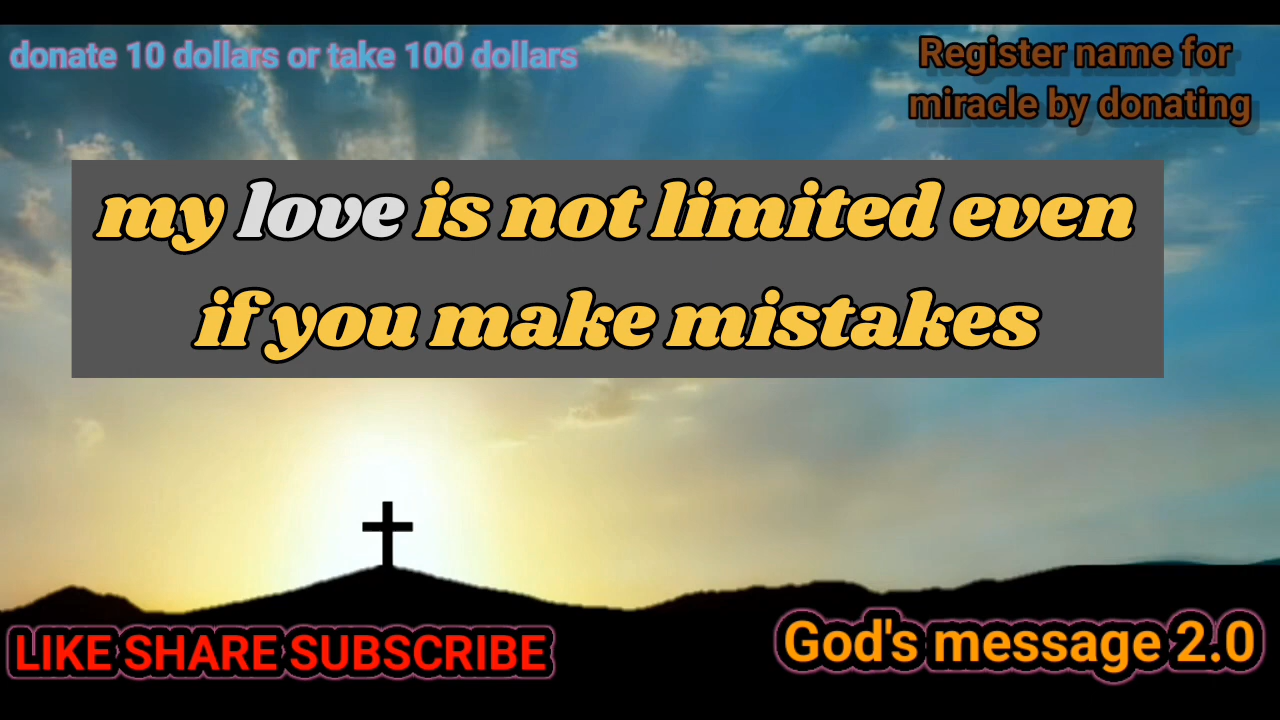 donate 10 dollars or take 100 dollars
Register name for
miracle by donating
my love is not limited even
if you make mistakes
LIKE SHARE SUBSCRIBE
God's message 2.0